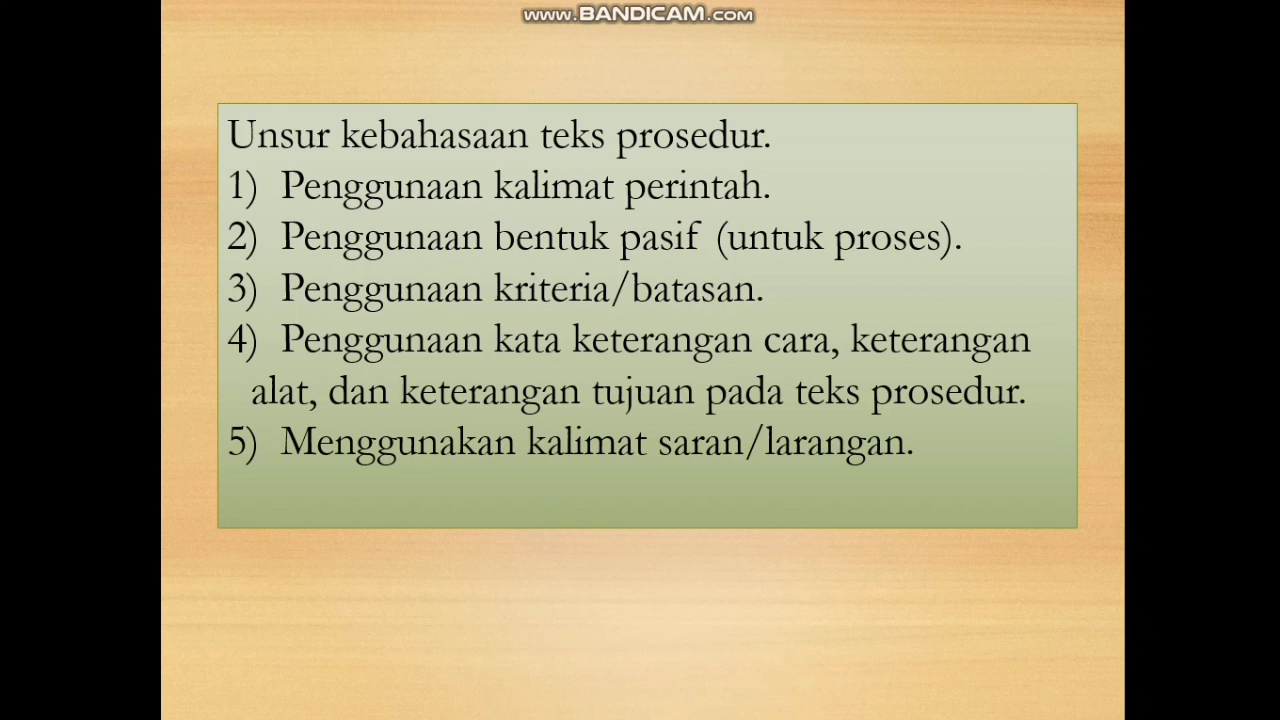 www.BANDICAM.com
Unsur kebahasaan teks prosedur.
1) Penggunaan kalimat perintah.
2) Penggunaan bentuk pasif (untuk proses).
3) Penggunaan kriteria/batasan.
4) Penggunaan kata keterangan cara, keterangan
alat, dan keterangan tujuan pada teks prosedur.
5) Menggunakan kalimat saran/larangan.